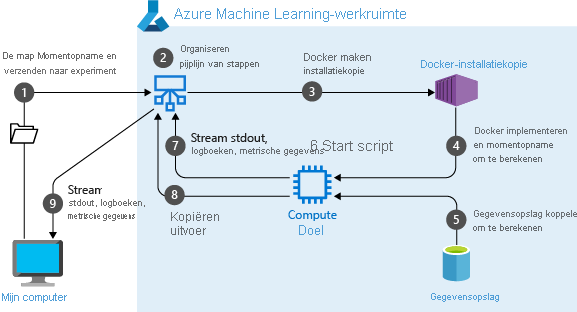 Azure Machine Learning-werkruimte
De map Momentopname en
verzenden naar experiment
1
2
Organiseren
pijplijn van stappen
Docker maken
installatiekopie
3
Docker-installatiekopie
4
Docker implementeren
en momentopname
om te berekenen
7
Stream stdout,
logboeken, metrische gegevens
6 Start script
8
Kopiëren
uitvoer
Compute
Doel
5
Gegevensopslag koppele
om te berekenen
Gegevensopslag
9
Stream
stdout, logboeken,
metrische gegevens
Mijn computer